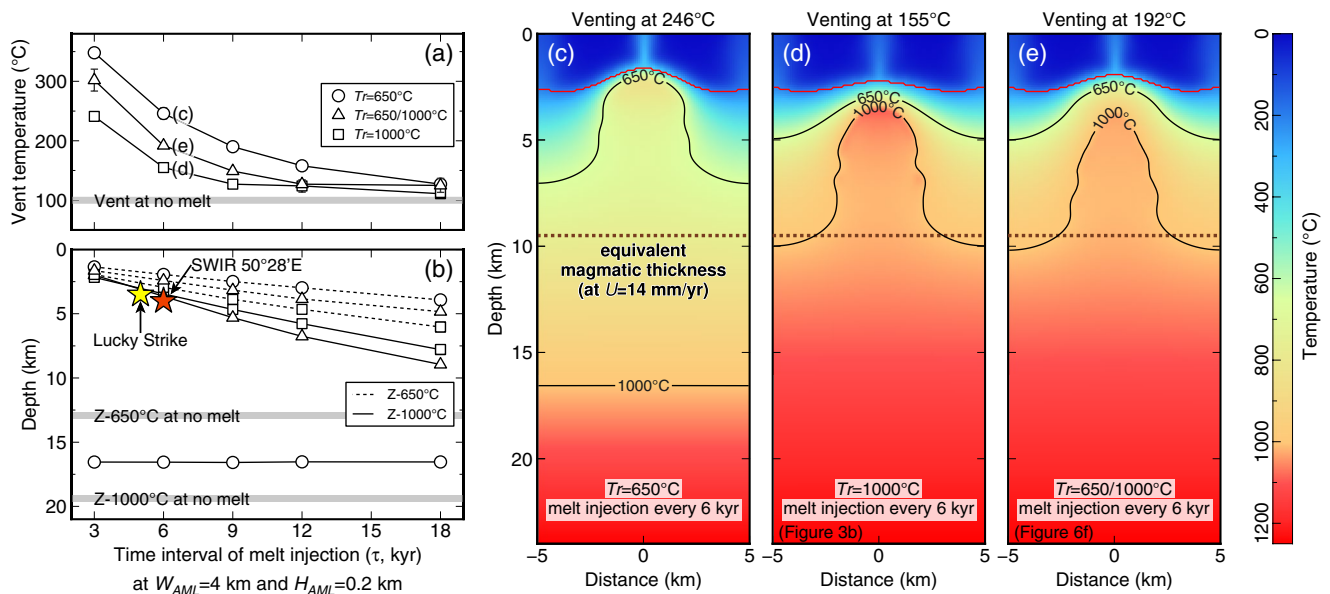 Vent temperature (°C)
300
200
100
(a)
Tr=650°C
Tr=650/1000°C
Tr=1000°C
(c)
(e)
(d)
Vent at no melt
Depth (km)
0
5
10
15
20
(b)
SWIR 50°28'E
Lucky Strike
Z-650°C
Z-1000°C
Z-650°C at no melt
Z-1000°C at no melt
3 6 9 12 15 18
Time interval of melt injection (τ, kyr)
at W_AML=4 km and H_AML=0.2 km
Venting at 246°C
(c)
650°C
equivalent
magmatic thickness
(at U=14 mm/yr)
1000°C
Tr=650°C
melt injection every 6 kyr
Depth (km)
0
5
10
15
20
−5 0 5
Distance (km)
Venting at 155°C
(d)
650°C
1000°C
Tr=1000°C
melt injection every 6 kyr
(Figure 3b)
−5 0 5
Distance (km)
Venting at 192°C
(e)
650°C
1000°C
Tr=650/1000°C
melt injection every 6 kyr
(Figure 6f)
−5 0 5
Distance (km)
0
200
400
600
800
1000
1200
Temperature (°C)